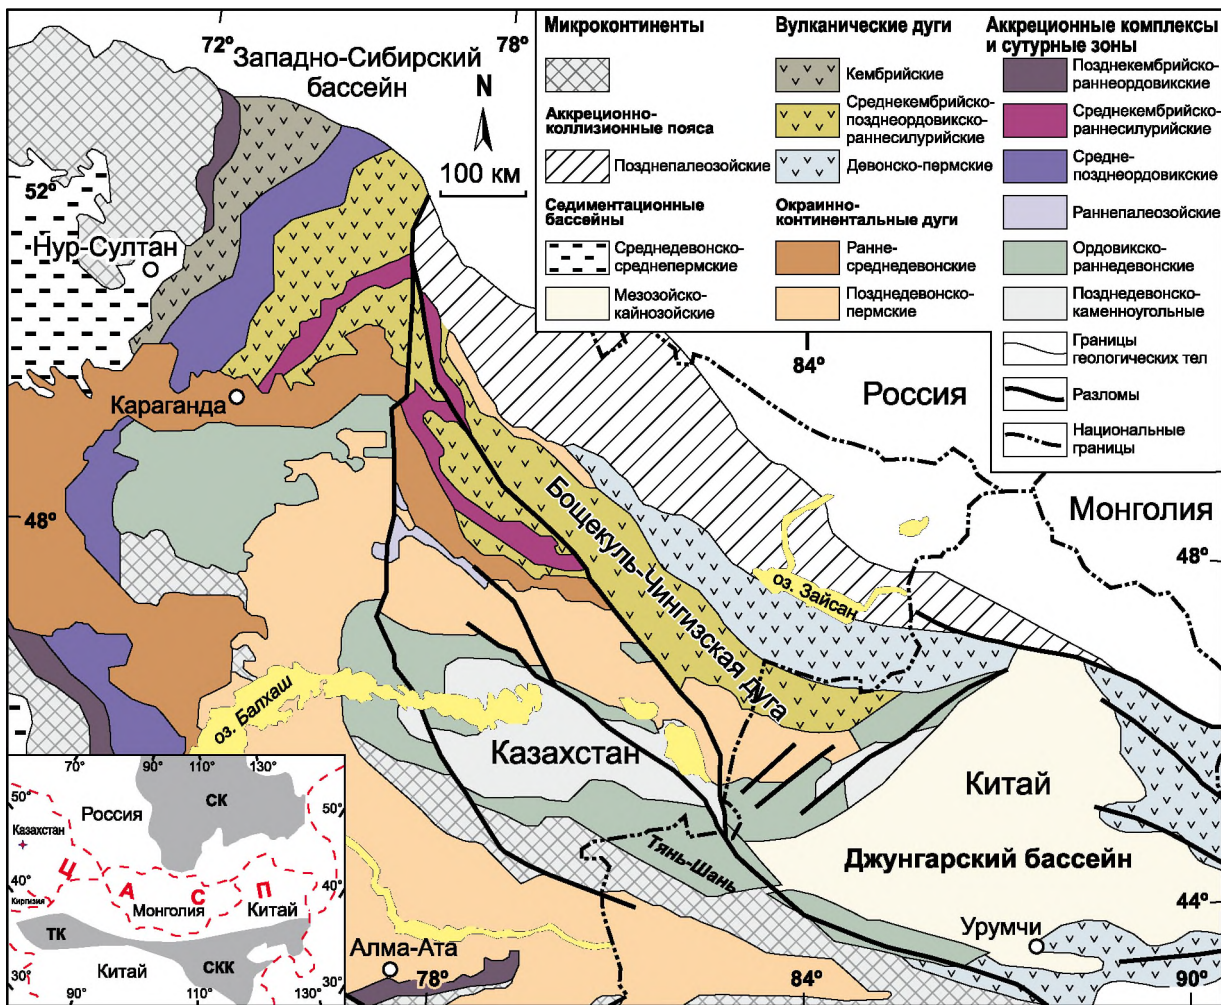 72°
78°
Западно-Сибирский
бассейн
N
100 км
52°
Нур-Султан
Караганда
48°
Микроконтиненты
Аккреционно-
коллизионные пояса
Позднепалеозойские
Седиментационные
бассейны
Среднедевонско-
среднепермские
Мезозойско-
кайнозойские
Вулканические дуги
Кембрийские
Среднекембрийско-
позднеордовикско-
раннесилурийские
Девонско-пермские
Окраинно-
континентальные дуги
Ранне-
среднедевонские
Позднедевонско-
пермские
Аккреционные комплексы
и сутурные зоны
Позднекембрийско-
раннеордовикские
Среднекембрийско-
раннесилурийские
Средне-
позднеордовикские
Раннепалеозойские
Ордовикско-
раннедевонские
Позднедевонско-
каменноугольные
Границы
геологических тел
Разломы
Национальные
границы
84°
Россия
Монголия
48°
Бощекуль-Чингизская дуга
оз. Зайсан
оз. Балхаш
Казахстан
Китай
Джунгарский бассейн
Тянь-Шань
44°
Урумчи
Алма-Ата
78°
84°
90°
70°
90°
110°
130°
50°
Россия
СК
50°
Казахстан
Ц
А
С
П
40°
40°
Киргизия
Монголия
Китай
ТК
СКК
30°
Китай
30°
90°
110°
130°